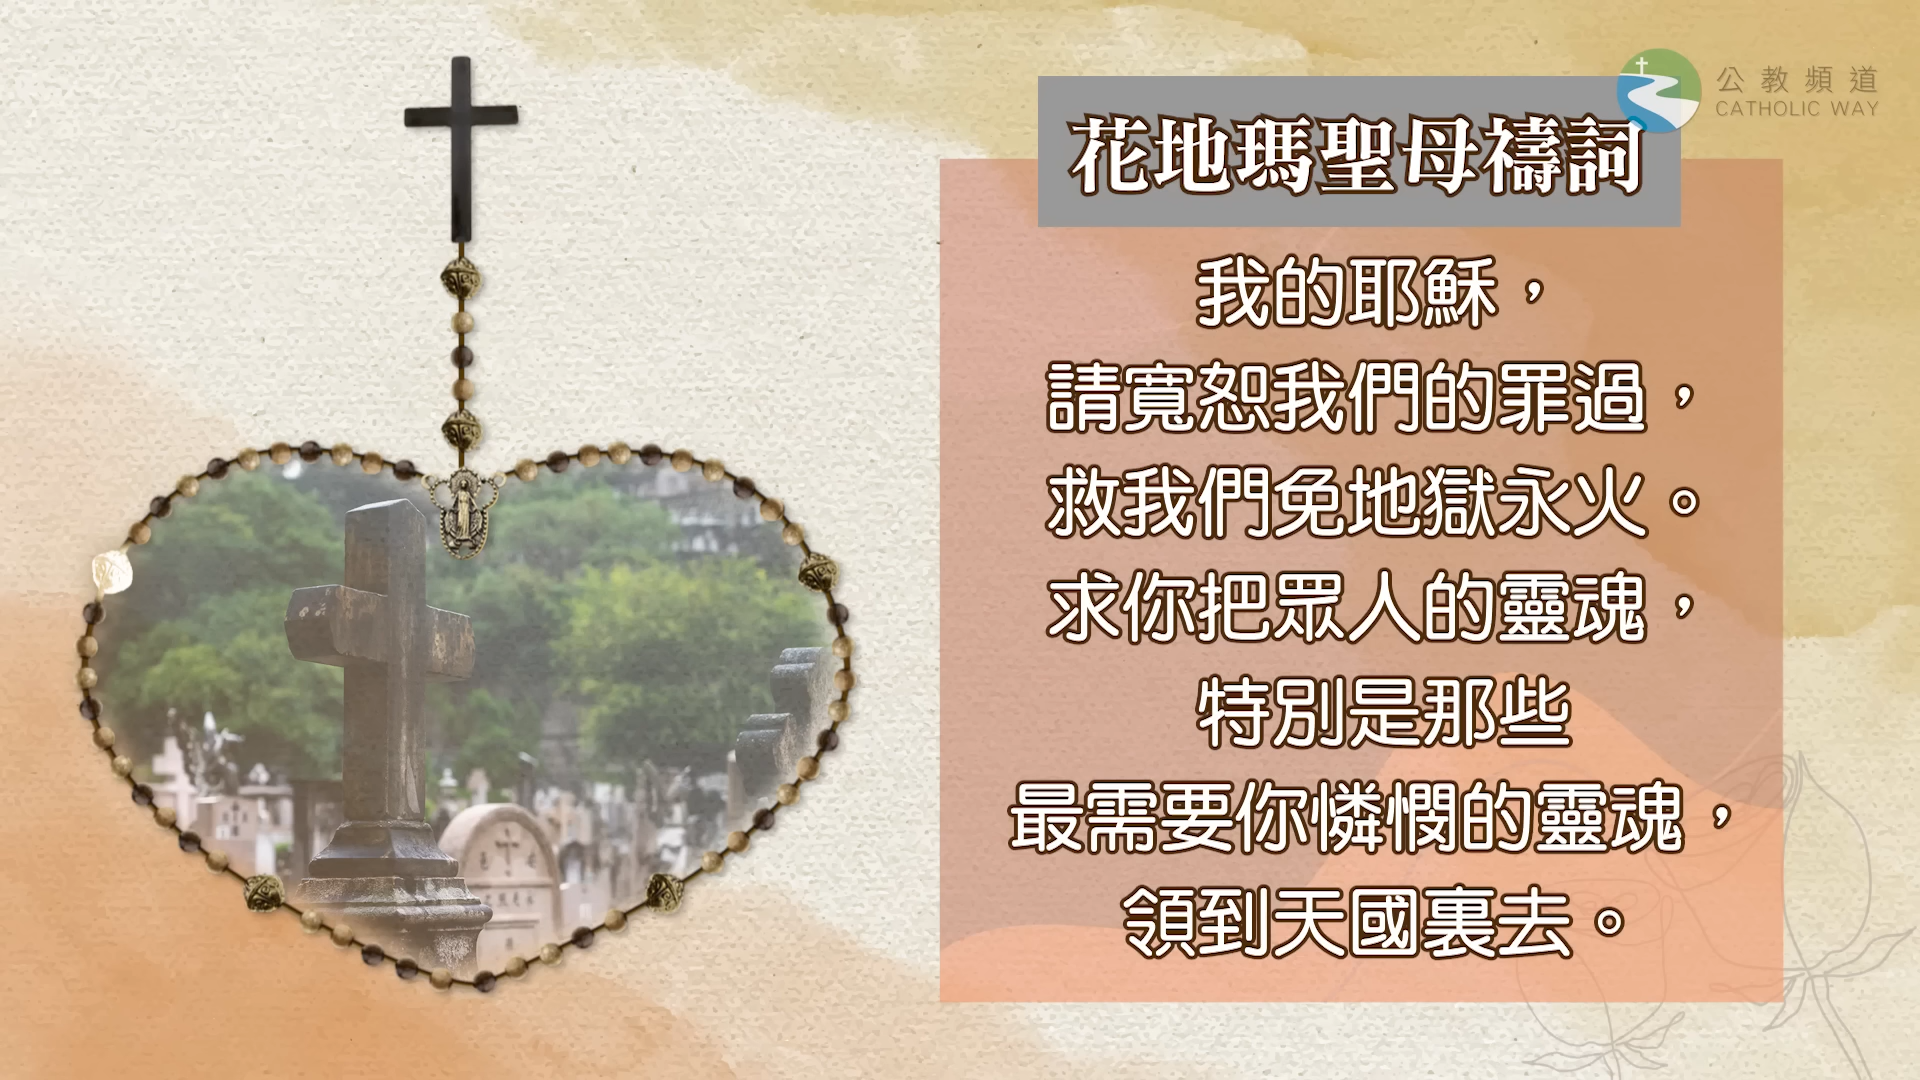 公教頻道
CATHOLIC WAY
花地瑪聖母禱詞
我的耶穌，
請寬恕我們的罪過，
救我們免地獄永火。
求你把眾人的靈魂，
特別是那些
最需要你憐憫的靈魂，
領到天國裏去。